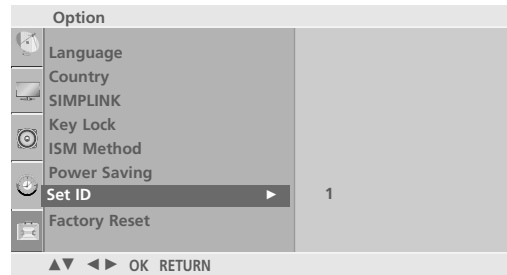 Option
Language
Country
SIMPLINK
Key Lock
ISM Method
Power Saving
Set ID ► 1
Factory Reset
▲▼ ◄► OK RETURN